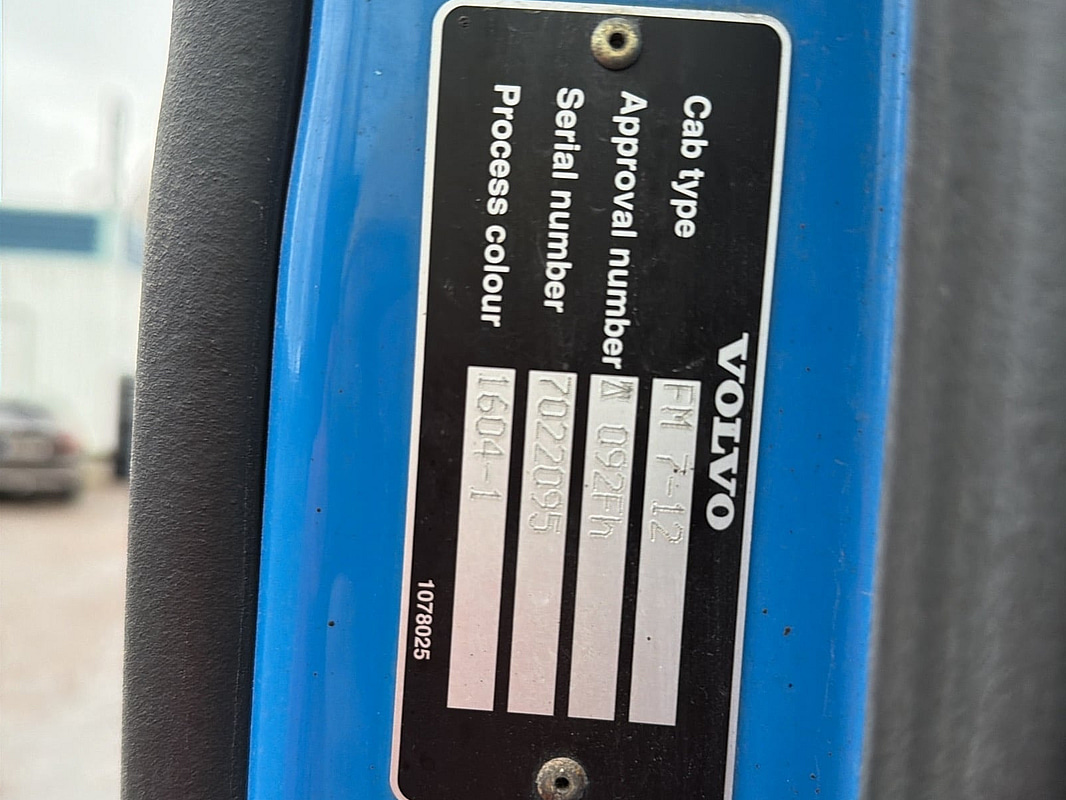 VOLVO
Cab type FM 7-12
Approval number A 092Fh
Serial number 7022095
Process colour 1604-1
1078025